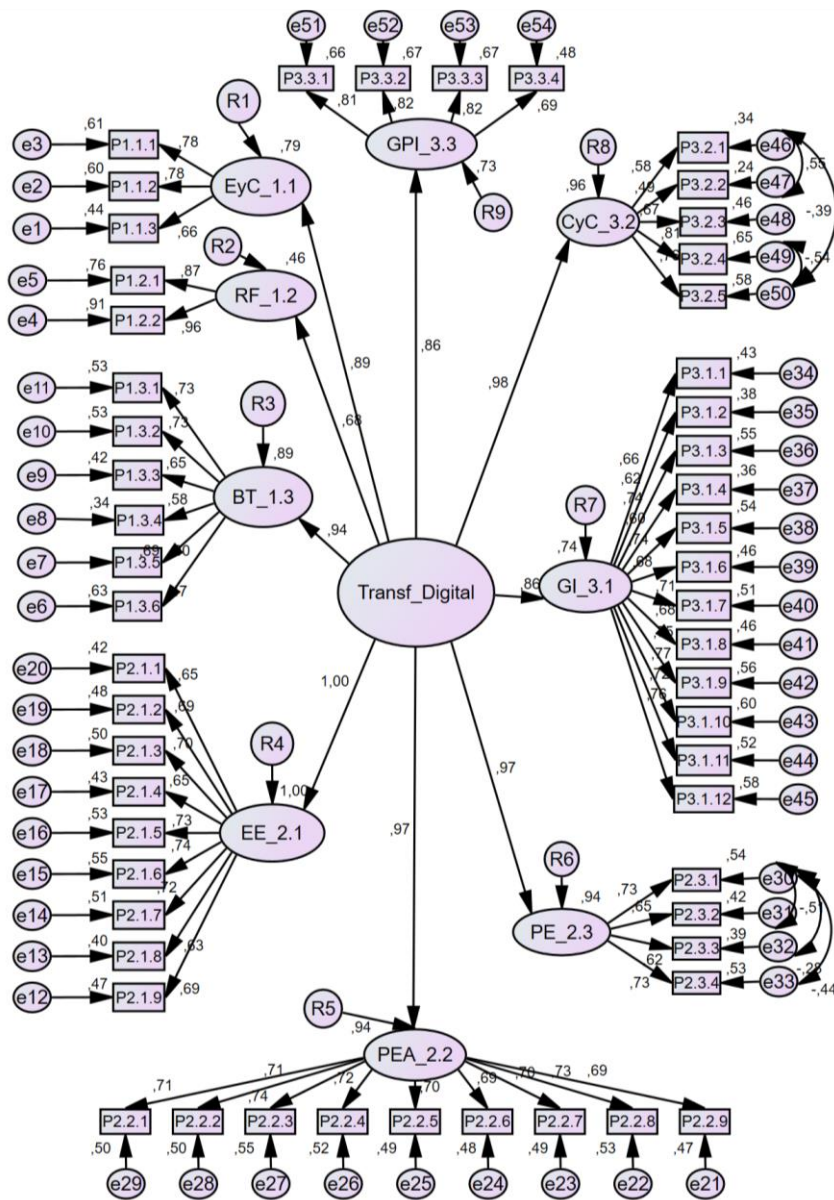 e51 e52 e53 e54
,66 ,67 ,67 ,48
P3.3.1 P3.3.2 P3.3.3 P3.3.4
,81 ,82 ,82 ,69
GPI_3.3
,73
R9
R1
,79
EyC_1.1
e3 ,61 P1.1.1 ,78
e2 ,60 P1.1.2 ,78
e1 ,44 P1.1.3 ,66
R2
,46
RF_1.2
e5 ,76 P1.2.1 ,87
e4 ,91 P1.2.2 ,96
R8
,96
CyC_3.2
,58 P3.2.1 ,34 e46
,49 P3.2.2 ,24 e47
,67 P3.2.3 ,46 e48
,81 P3.2.4 ,65 e49
P3.2.5 ,58 e50
,55
-,39
-,54
,89
,68
,86
,98
R3
,89
BT_1.3
e11 ,53 P1.3.1 ,73
e10 ,53 P1.3.2 ,73
e9 ,42 P1.3.3 ,65
e8 ,34 P1.3.4 ,58
e7 P1.3.5
e6 ,63 P1.3.6
,94
Transf_Digital
,86
R7
,74
GI_3.1
,66 P3.1.1 ,43 e34
,62 P3.1.2 ,38 e35
,74 P3.1.3 ,55 e36
,60 P3.1.4 ,36 e37
,74 P3.1.5 ,54 e38
,68 P3.1.6 ,46 e39
,71 P3.1.7 ,51 e40
,68 P3.1.8 ,46 e41
P3.1.9 ,56 e42
,77 P3.1.10 ,60 e43
,72 P3.1.11 ,52 e44
,76 P3.1.12 ,58 e45
1,00
,97
,97
R4
1,00
EE_2.1
e20 ,42 P2.1.1 ,65
e19 ,48 P2.1.2 ,69
e18 ,50 P2.1.3 ,70
e17 ,43 P2.1.4 ,65
e16 ,53 P2.1.5 ,73
e15 ,55 P2.1.6 ,74
e14 ,51 P2.1.7 ,72
e13 ,40 P2.1.8 ,63
e12 ,47 P2.1.9 ,69
R6
,94
PE_2.3
,73 P2.3.1 ,54 e30
,65 P2.3.2 ,42 e31
,62 P2.3.3 ,39 e32
,73 P2.3.4 ,53 e33
-,51
-,28
-,44
R5
,94
PEA_2.2
,71 ,71 ,74 ,72 ,70 ,69 ,70 ,73 ,69
P2.2.1 P2.2.2 P2.2.3 P2.2.4 P2.2.5 P2.2.6 P2.2.7 P2.2.8 P2.2.9
,50 ,50 ,55 ,52 ,49 ,48 ,49 ,53 ,47
e29 e28 e27 e26 e25 e24 e23 e22 e21